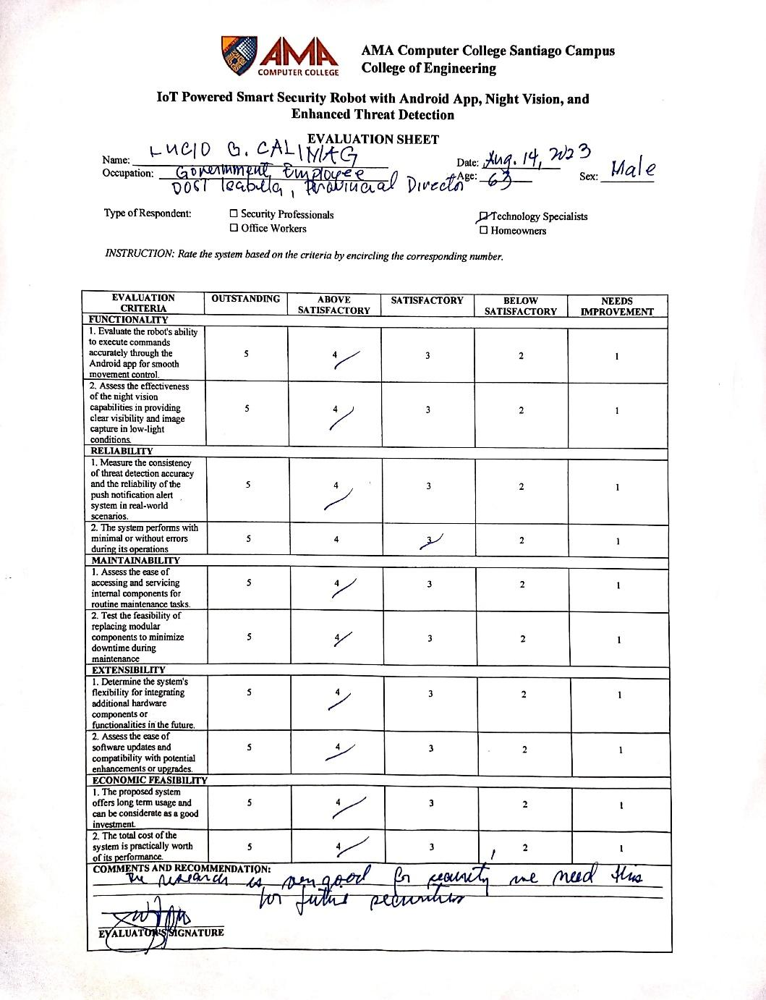 AMA
COMPUTER COLLEGE
AMA Computer College Santiago Campus
College of Engineering
IoT Powered Smart Security Robot with Android App, Night Vision, and
Enhanced Threat Detection
EVALUATION SHEET
Name: LUCIO G. CALIMAG
Date: Aug. 14, 2023
Occupation: Government Employee
Age: 63
Sex: Male
DOST Isabela, Provincial Director
Type of Respondent:
☐ Security Professionals
☑ Technology Specialists
☐ Office Workers
☐ Homeowners
INSTRUCTION: Rate the system based on the criteria by encircling the corresponding number.
EVALUATION CRITERIA OUTSTANDING ABOVE SATISFACTORY SATISFACTORY BELOW SATISFACTORY NEEDS IMPROVEMENT
FUNCTIONALITY
1. Evaluate the robot's ability
to execute commands
accurately through the
Android app for smooth
movement control.
5 4 3 2 1
2. Assess the effectiveness
of the night vision
capabilities in providing
clear visibility and image
capture in low-light
conditions.
5 4 3 2 1
RELIABILITY
1. Measure the consistency
of threat detection accuracy
and the reliability of the
push notification alert
system in real-world
scenarios.
5 4 3 2 1
2. The system performs with
minimal or without errors
during its operations
5 4 3 2 1
MAINTAINABILITY
1. Assess the ease of
accessing and servicing
internal components for
routine maintenance tasks.
5 4 3 2 1
2. Test the feasibility of
replacing modular
components to minimize
downtime during
maintenance
5 4 3 2 1
EXTENSIBILITY
1. Determine the system's
flexibility for integrating
additional hardware
components or
functionalities in the future.
5 4 3 2 1
2. Assess the ease of
software updates and
compatibility with potential
enhancements or upgrades.
5 4 3 2 1
ECONOMIC FEASIBILITY
1. The proposed system
offers long term usage and
can be considerate as a good
investment.
5 4 3 2 1
2. The total cost of the
system is practically worth
of its performance.
5 4 3 2 1
COMMENTS AND RECOMMENDATION:
The research is very good for security, we need this
for future securities
EVALUATOR'S SIGNATURE